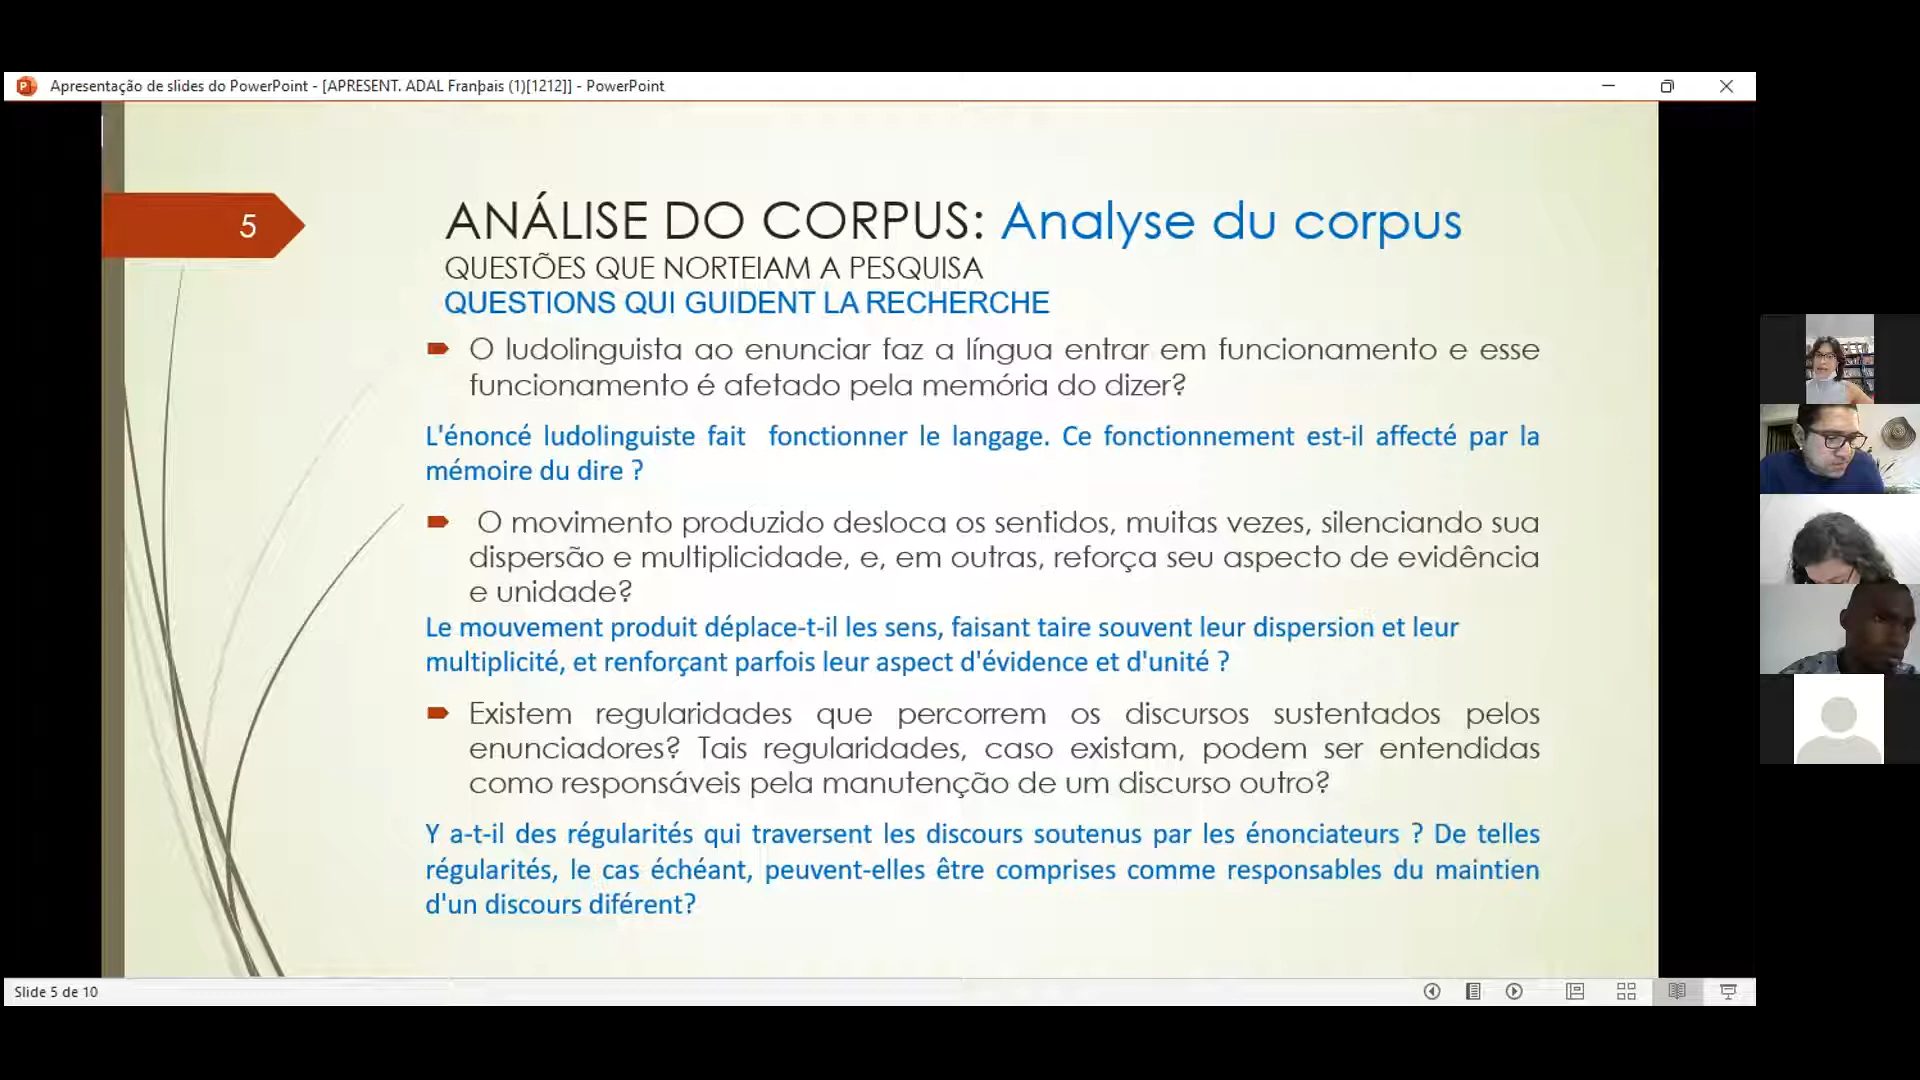 Apresentação de slides do PowerPoint - [APRESENT. ADAL Franþais (1)[1212]] - PowerPoint
5
ANÁLISE DO CORPUS: Analyse du corpus
QUESTÕES QUE NORTEIAM A PESQUISA
QUESTIONS QUI GUIDENT LA RECHERCHE
O ludolinguista ao enunciar faz a língua entrar em funcionamento e esse
funcionamento é afetado pela memória do dizer?
L'énoncé ludolinguiste fait fonctionner le langage. Ce fonctionnement est-il affecté par la
mémoire du dire ?
O movimento produzido desloca os sentidos, muitas vezes, silenciando sua
dispersão e multiplicidade, e, em outras, reforça seu aspecto de evidência
e unidade?
Le mouvement produit déplace-t-il les sens, faisant taire souvent leur dispersion et leur
multiplicité, et renforçant parfois leur aspect d'évidence et d'unité ?
Existem regularidades que percorrem os discursos sustentados pelos
enunciadores? Tais regularidades, caso existam, podem ser entendidas
como responsáveis pela manutenção de um discurso outro?
Y a-t-il des régularités qui traversent les discours soutenus par les énonciateurs ? De telles
régularités, le cas échéant, peuvent-elles être comprises comme responsables du maintien
d'un discours diférent?
Slide 5 de 10